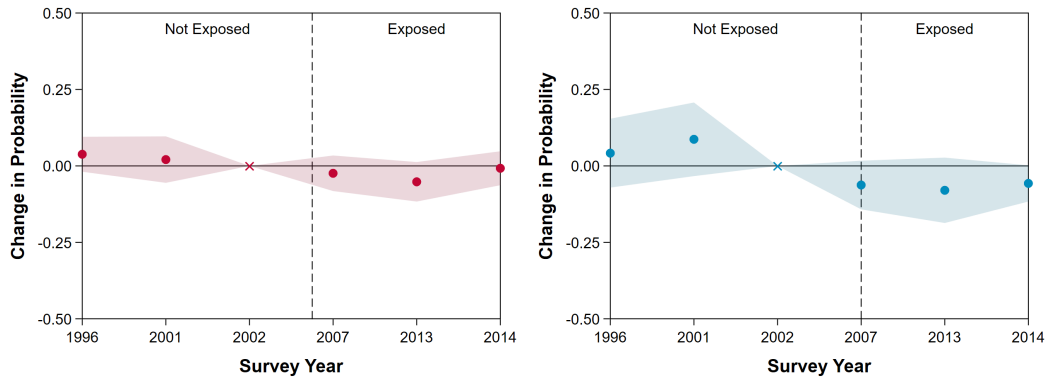 Change in Probability
0.50
0.25
0.00
-0.25
-0.50
Not Exposed
Exposed
1996
2001
2002
2007
2013
2014
Survey Year
Change in Probability
0.50
0.25
0.00
-0.25
-0.50
Not Exposed
Exposed
1996
2001
2002
2007
2013
2014
Survey Year